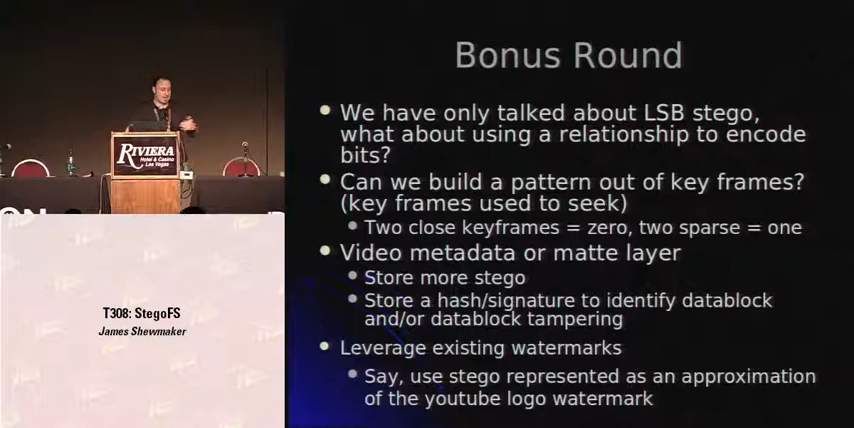 Bonus Round
We have only talked about LSB stego,
what about using a relationship to encode
bits?
Can we build a pattern out of key frames?
(key frames used to seek)
Two close keyframes = zero, two sparse = one
Video metadata or matte layer
Store more stego
Store a hash/signature to identify datablock
and/or datablock tampering
Leverage existing watermarks
Say, use stego represented as an approximation
of the youtube logo watermark
RIVIERA
Hotel & Casino
Las Vegas
T308: StegoFS
James Shewmaker